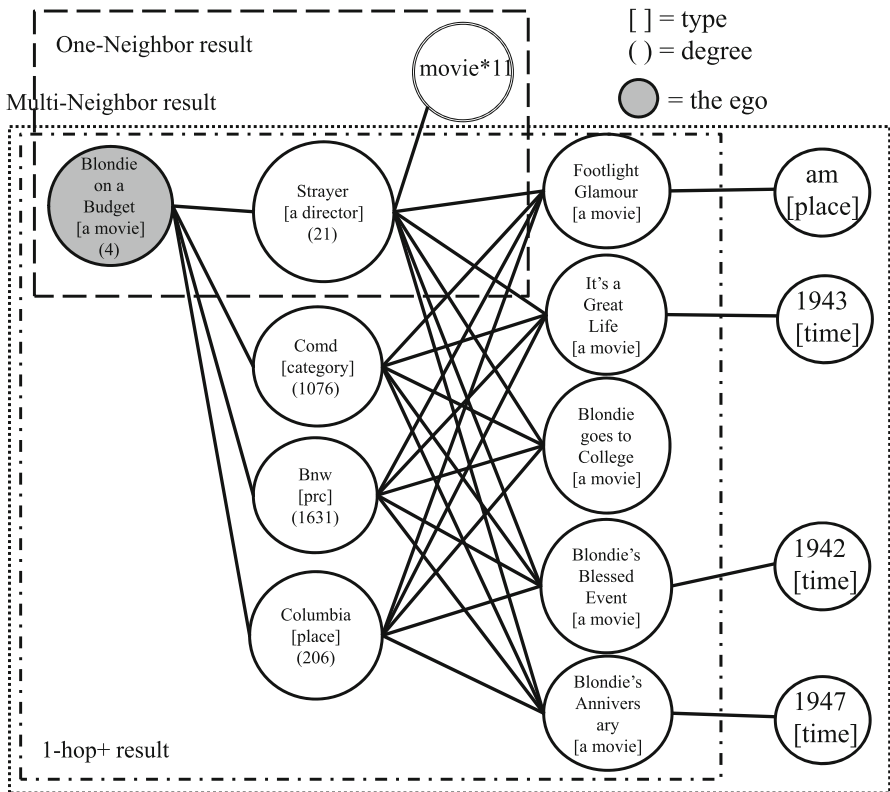 One-Neighbor result
movie*11
[ ] = type
( ) = degree
= the ego
Multi-Neighbor result
Blondie
on a
Budget
[a movie]
(4)
Strayer
[a director]
(21)
Comd
[category]
(1076)
Bnw
[prc]
(1631)
Columbia
[place]
(206)
Footlight
Glamour
[a movie]
It's a
Great
Life
[a movie]
Blondie
goes to
College
[a movie]
Blondie's
Blessed
Event
[a movie]
Blondie's
Annivers
ary
[a movie]
am
[place]
1943
[time]
1942
[time]
1947
[time]
1-hop+ result